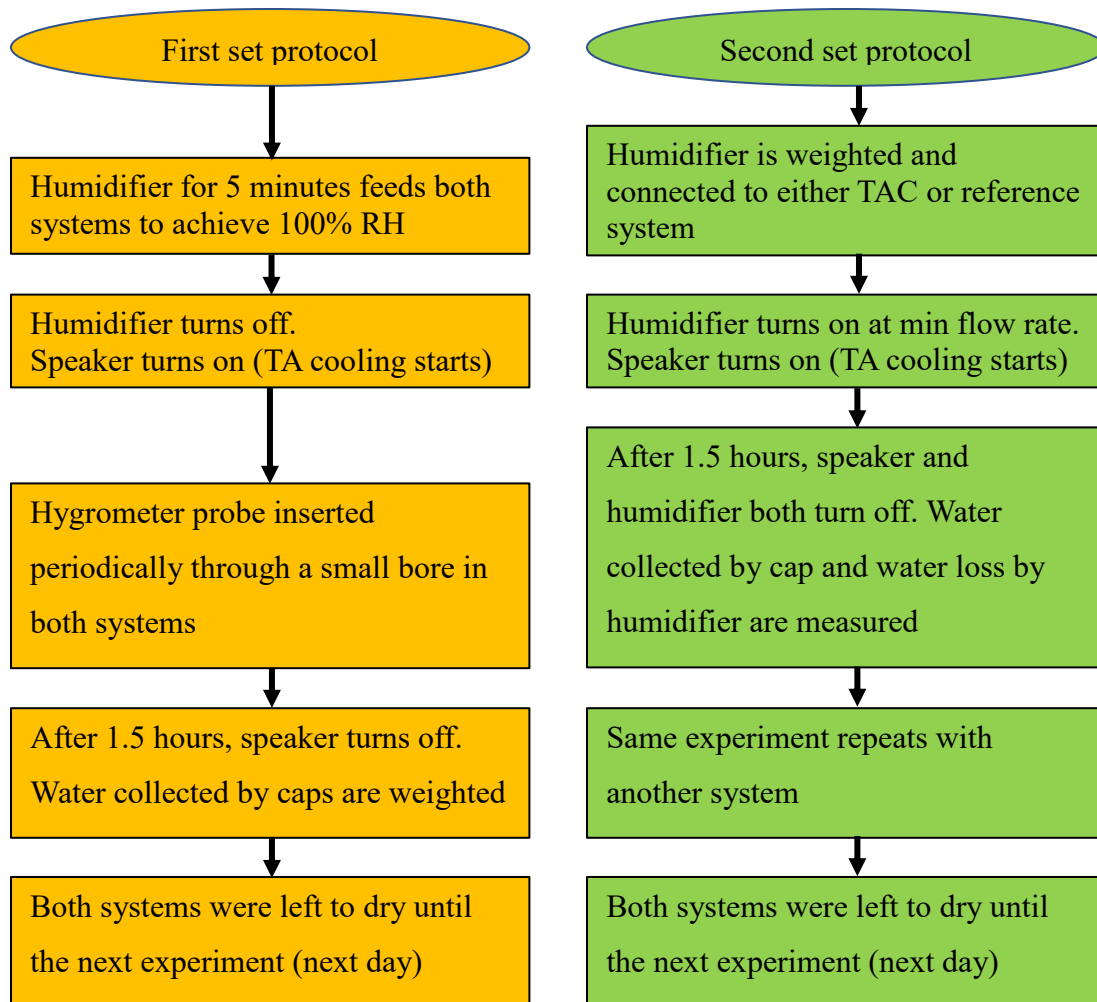 First set protocol
Humidifier for 5 minutes feeds both
systems to achieve 100% RH
Humidifier turns off.
Speaker turns on (TA cooling starts)
Hygrometer probe inserted
periodically through a small bore in
both systems
After 1.5 hours, speaker turns off.
Water collected by caps are weighted
Both systems were left to dry until
the next experiment (next day)
Second set protocol
Humidifier is weighted and
connected to either TAC or reference
system
Humidifier turns on at min flow rate.
Speaker turns on (TA cooling starts)
After 1.5 hours, speaker and
humidifier both turn off. Water
collected by cap and water loss by
humidifier are measured
Same experiment repeats with
another system
Both systems were left to dry until
the next experiment (next day)